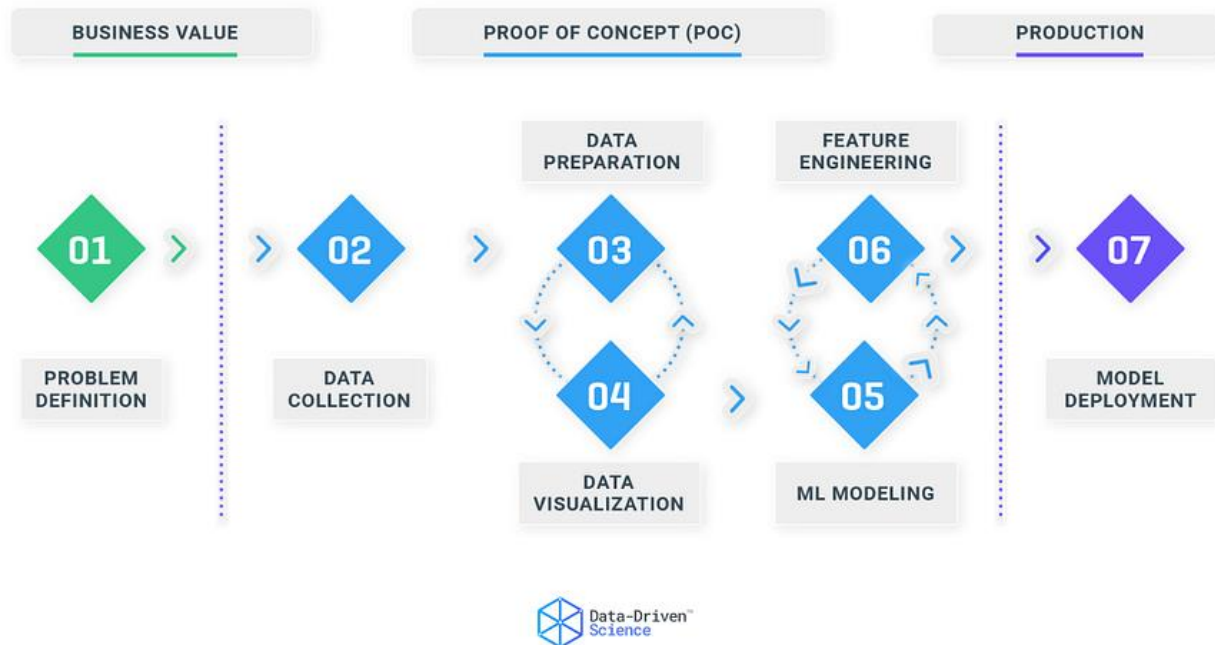 BUSINESS VALUE
PROOF OF CONCEPT (POC)
PRODUCTION
DATA
PREPARATION
FEATURE
ENGINEERING
01
02
03
06
07
04
05
PROBLEM
DEFINITION
DATA
COLLECTION
MODEL
DEPLOYMENT
DATA
VISUALIZATION
ML MODELING
Data-Driven™
Science